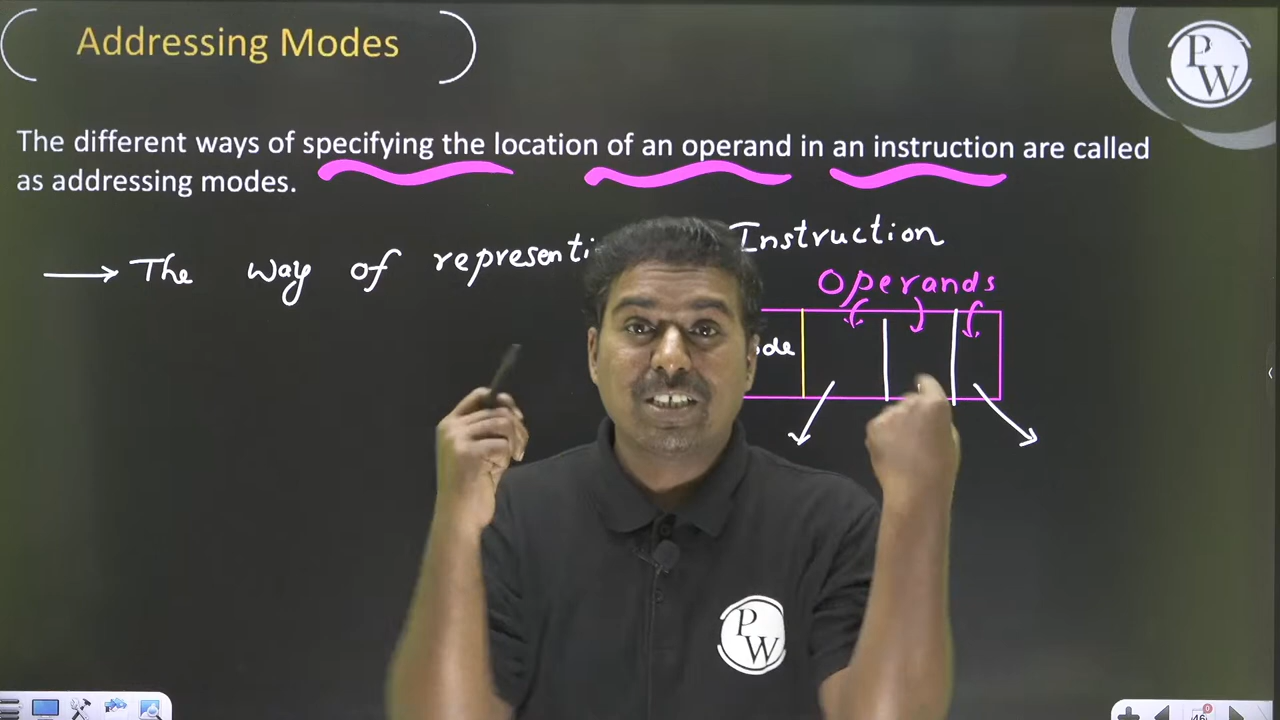 Addressing Modes
PW
The different ways of specifying the location of an operand in an instruction are called
as addressing modes.
→ The way of representi Instruction
Operands
ode
PW
46